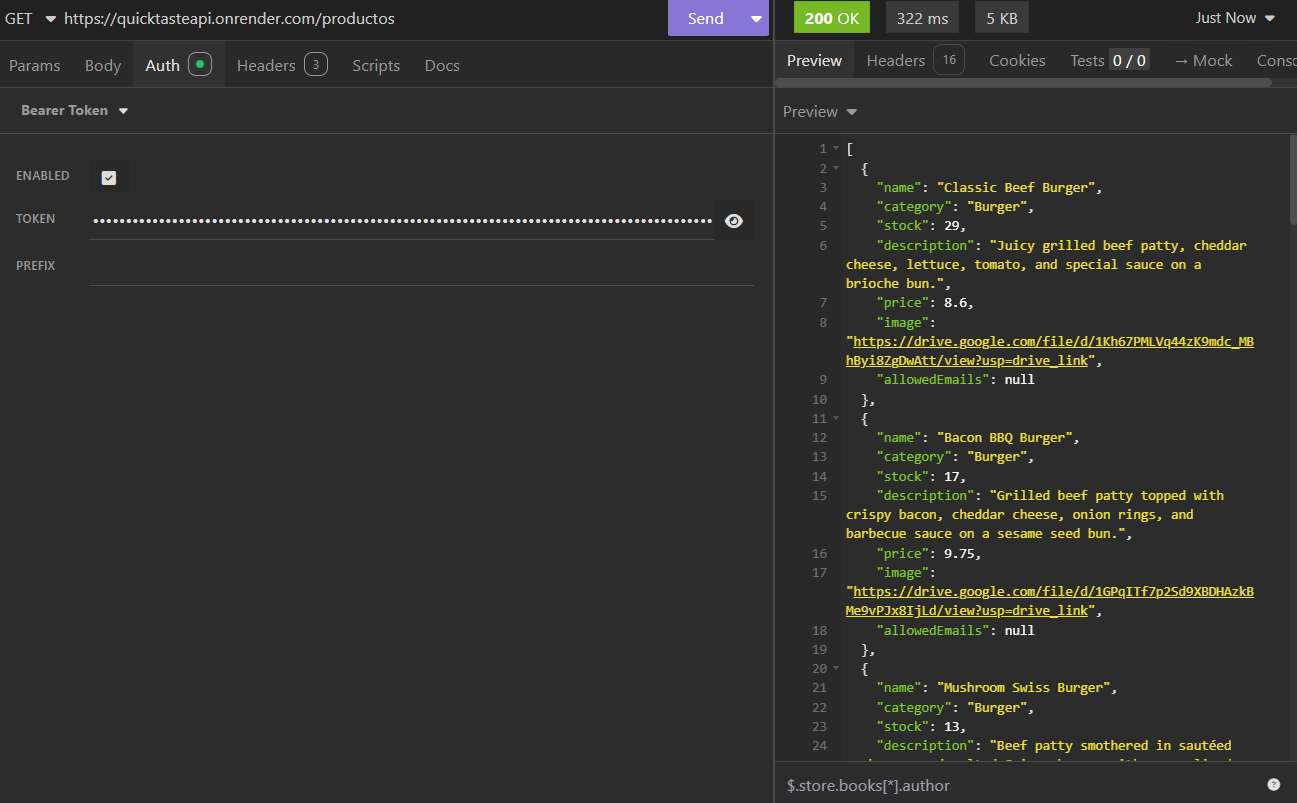 GET https://quicktasteapi.onrender.com/productos Send
200 OK 322 ms 5 KB Just Now
Params Body Auth Headers 3 Scripts Docs
Preview Headers 16 Cookies Tests 0 / 0 → Mock
Bearer Token
Preview
ENABLED
TOKEN
PREFIX
1 [
2 {
3 "name": "Classic Beef Burger",
4 "category": "Burger",
5 "stock": 29,
6 "description": "Juicy grilled beef patty, cheddar
cheese, lettuce, tomato, and special sauce on a
brioche bun.",
7 "price": 8.6,
8 "image":
"https://drive.google.com/file/d/1Kh67PMLVq44zK9mdc_MB
hByi8ZgDwAtt/view?usp=drive_link",
9 "allowedEmails": null
10 },
11 {
12 "name": "Bacon BBQ Burger",
13 "category": "Burger",
14 "stock": 17,
15 "description": "Grilled beef patty topped with
crispy bacon, cheddar cheese, onion rings, and
barbecue sauce on a sesame seed bun.",
16 "price": 9.75,
17 "image":
"https://drive.google.com/file/d/1GPqITf7p2Sd9XBDHAzkB
Me9vPJx8IjLd/view?usp=drive_link",
18 "allowedEmails": null
19 },
20 {
21 "name": "Mushroom Swiss Burger",
22 "category": "Burger",
23 "stock": 13,
24 "description": "Beef patty smothered in sautéed
$.store.books[*].author